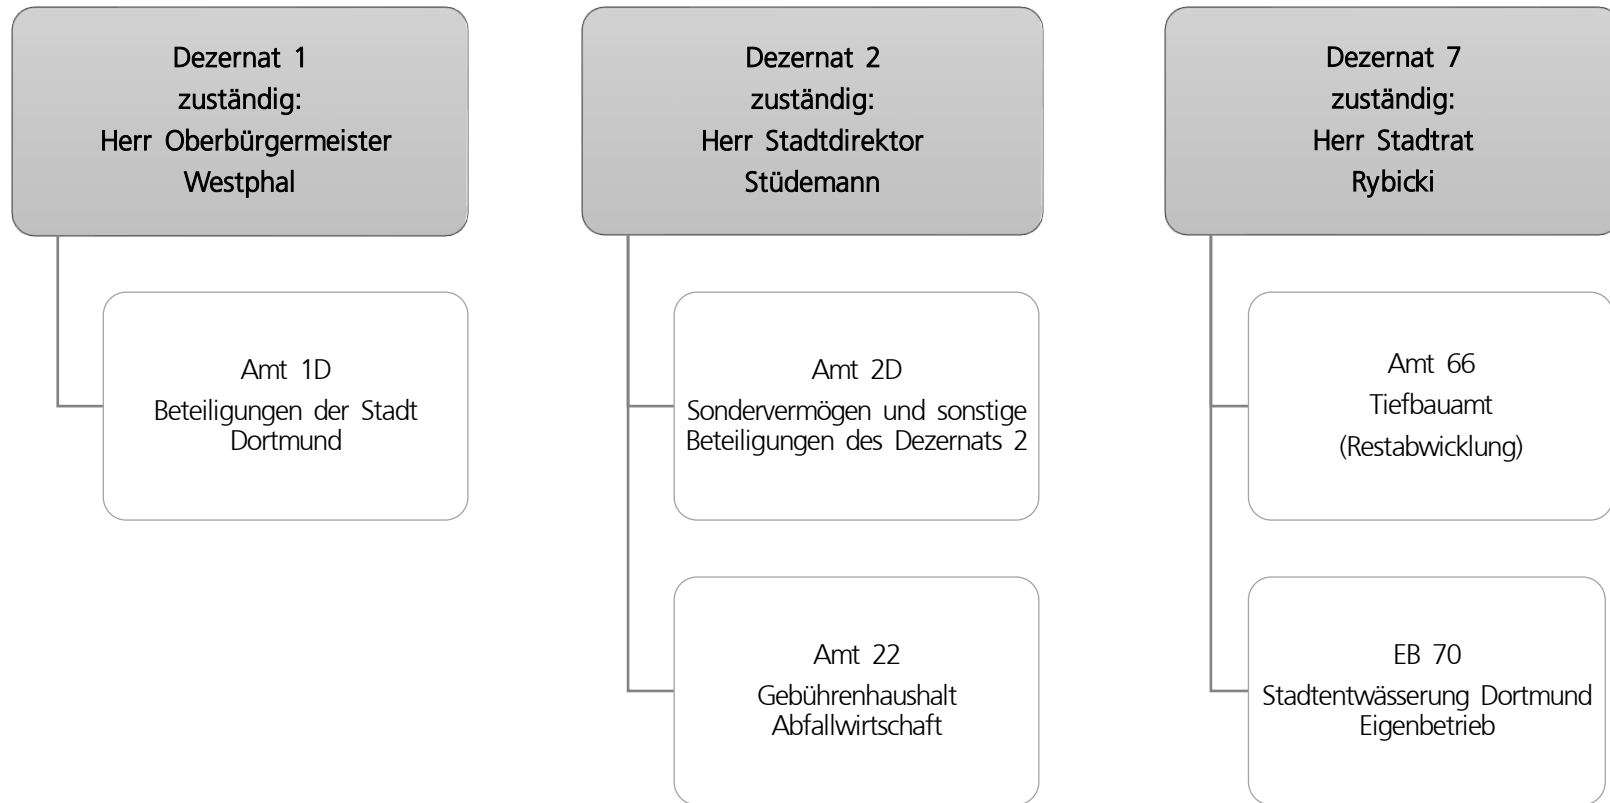 Dezernat 1
zuständig:
Herr Oberbürgermeister
Westphal
Amt 1D
Beteiligungen der Stadt
Dortmund
Dezernat 2
zuständig:
Herr Stadtdirektor
Stüdemann
Amt 2D
Sondervermögen und sonstige
Beteiligungen des Dezernats 2
Amt 22
Gebührenhaushalt
Abfallwirtschaft
Dezernat 7
zuständig:
Herr Stadtrat
Rybicki
Amt 66
Tiefbauamt
(Restabwicklung)
EB 70
Stadtentwässerung Dortmund
Eigenbetrieb